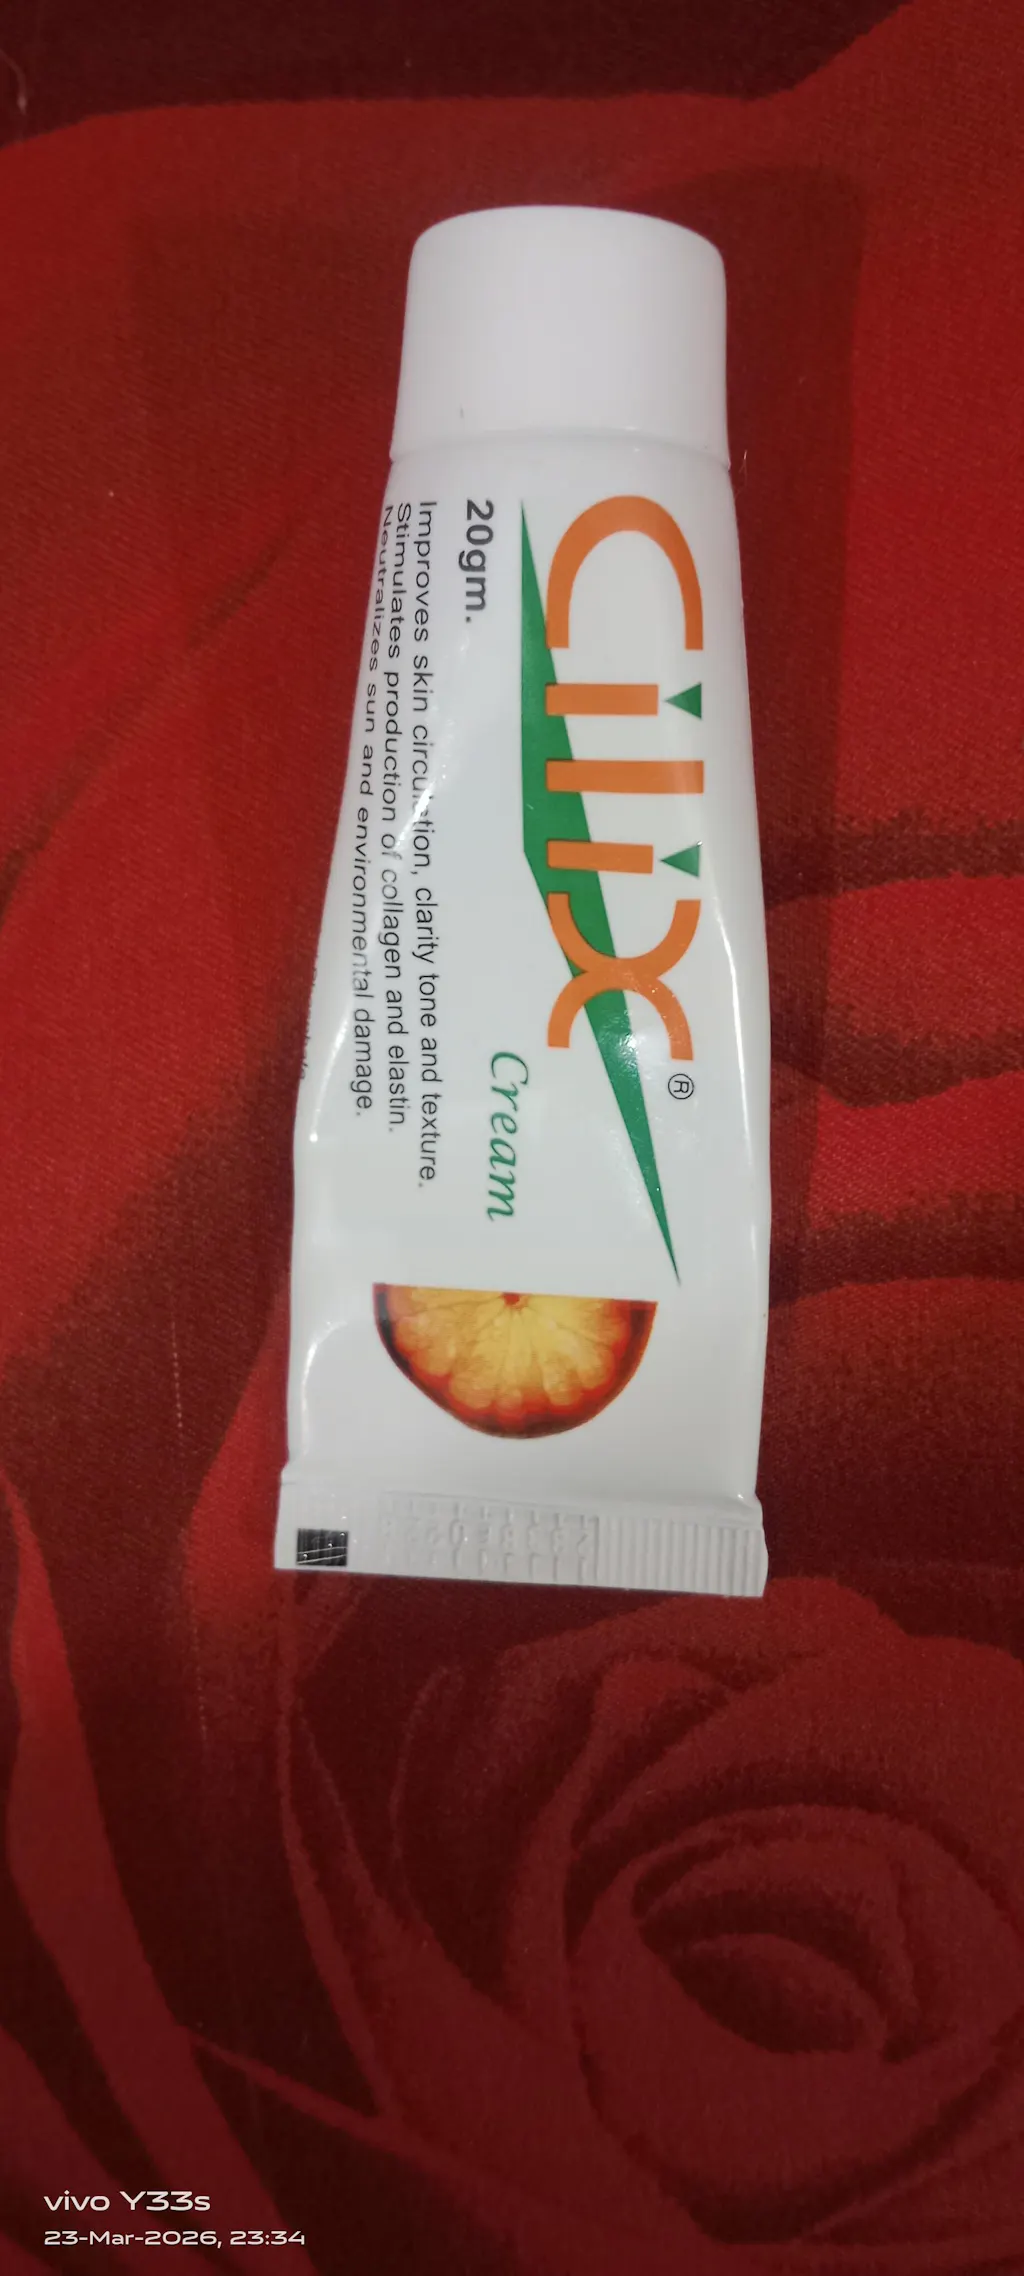 Cillix®
Cream
20gm.
Improves skin circulation, clarity tone and texture.
Stimulates production of collagen and elastin.
Neutralizes sun and environmental damage.
vivo Y33s
23-Mar-2026, 23:34